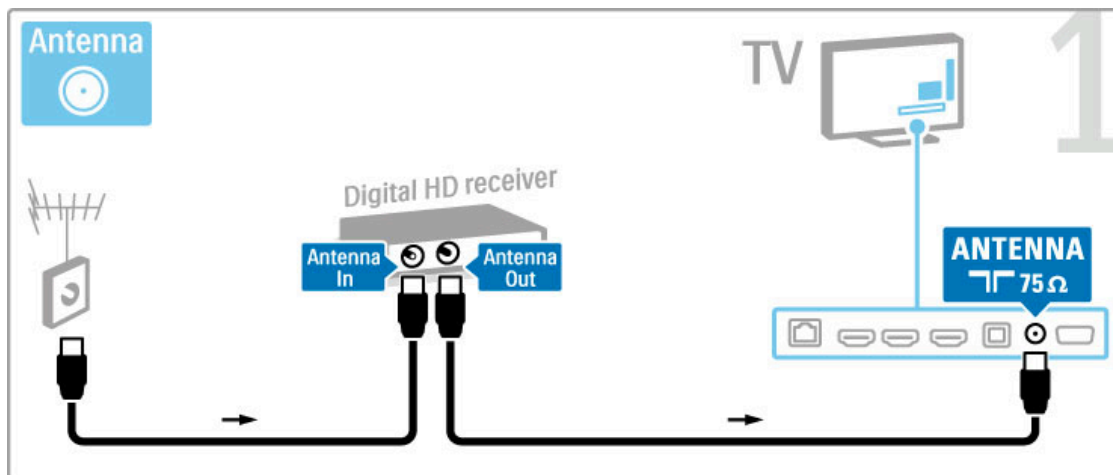 Antenna
TV
1
Digital HD receiver
Antenna
In
Antenna
Out
ANTENNA
75 Ω